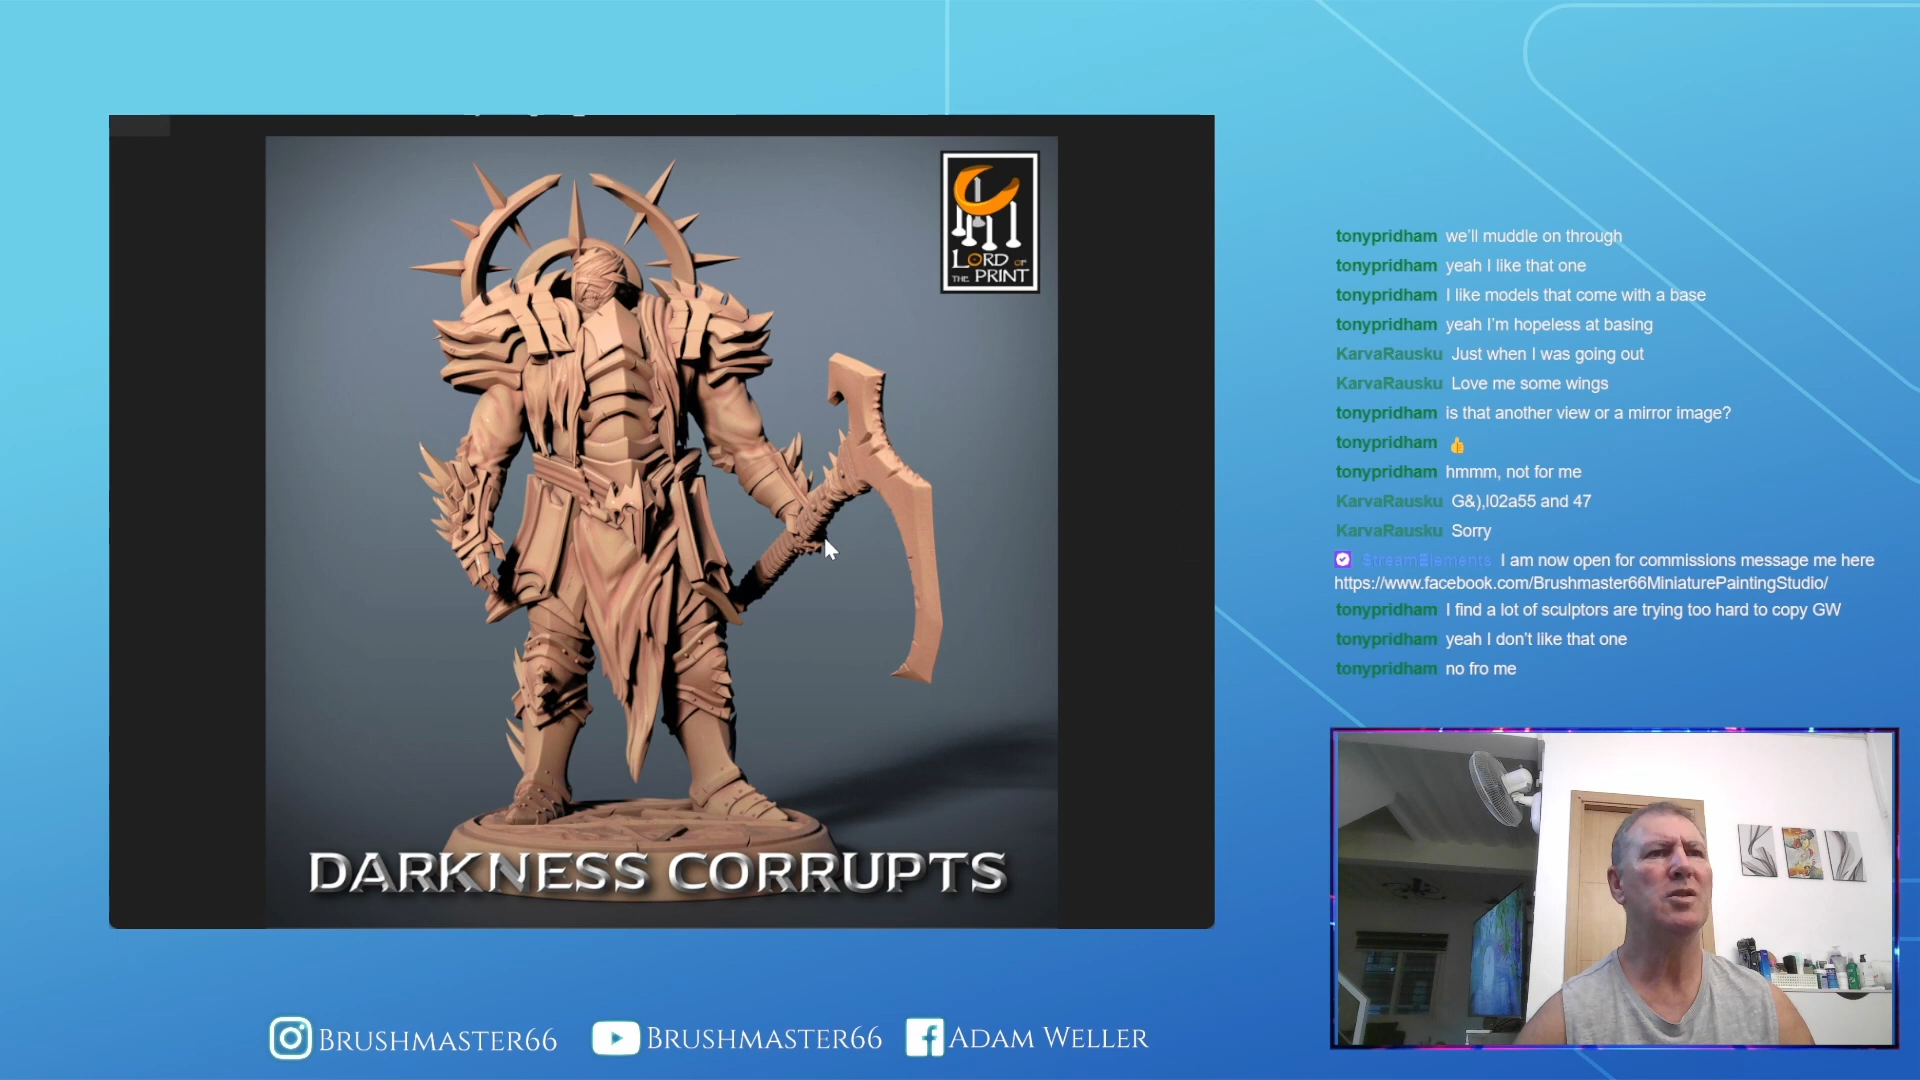 LORD OF
THE PRINT
DARKNESS CORRUPTS
tonypridham we'll muddle on through
tonypridham yeah I like that one
tonypridham I like models that come with a base
tonypridham yeah I'm hopeless at basing
KarvaRausku Just when I was going out
KarvaRausku Love me some wings
tonypridham is that another view or a mirror image?
tonypridham 👍
tonypridham hmmm, not for me
KarvaRausku G&),l02a55 and 47
KarvaRausku Sorry
StreamElements I am now open for commissions message me here
https://www.facebook.com/Brushmaster66MiniaturePaintingStudio/
tonypridham I find a lot of sculptors are trying too hard to copy GW
tonypridham yeah I don't like that one
tonypridham no fro me
BRUSHMASTER66
BRUSHMASTER66
ADAM WELLER